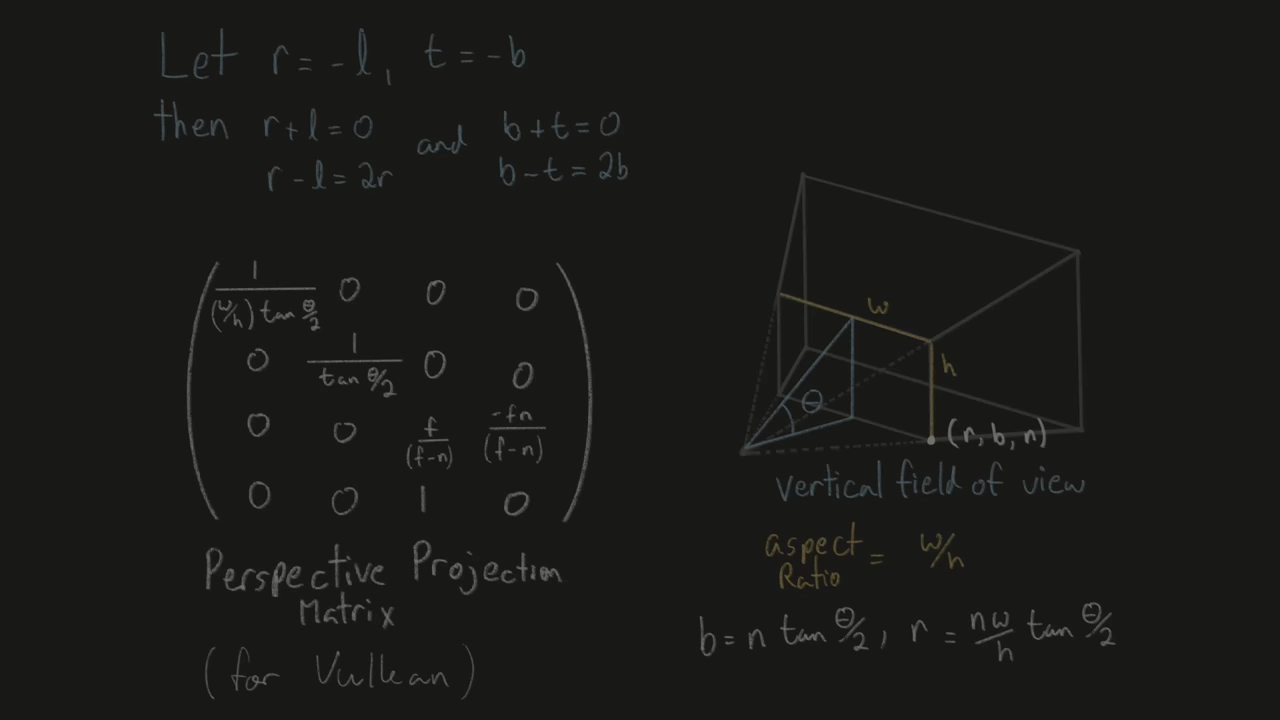 Let r = -l, t = -b
then r+l=0 and b+t=0
r-l=2r b-t=2b
1/((w/h) tan θ/2) 0 0 0
0 1/(tan θ/2) 0 0
0 0 f/(f-n) -fn/(f-n)
0 0 1 0
Perspective Projection
Matrix
(for Vulkan)
w
h
θ
(r, b, n)
vertical field of view
aspect Ratio = w/h
b = n tan θ/2, r = nw/h tan θ/2